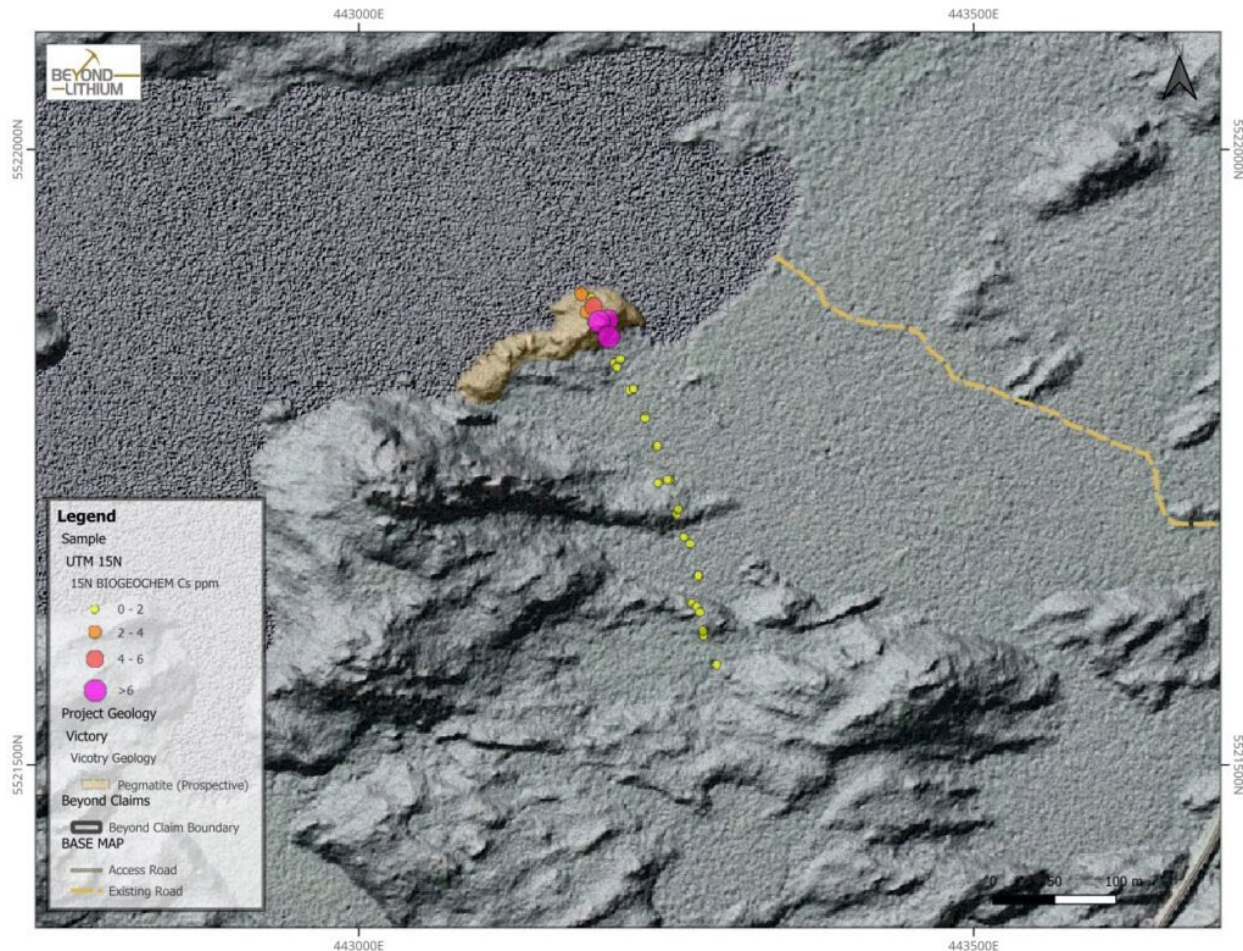 443000E
443500E
BEYOND
LITHIUM
5522000N
5522000N
Legend
Sample
UTM 15N
15N BIOGEOCHEM Cs ppm
0 - 2
2 - 4
4 - 6
>6
Project Geology
Victory
Vicotry Geology
Pegmatite (Prospective)
Beyond Claims
Beyond Claim Boundary
BASE MAP
Access Road
Existing Road
5521500N
5521500N
0 50 100 m
443000E
443500E